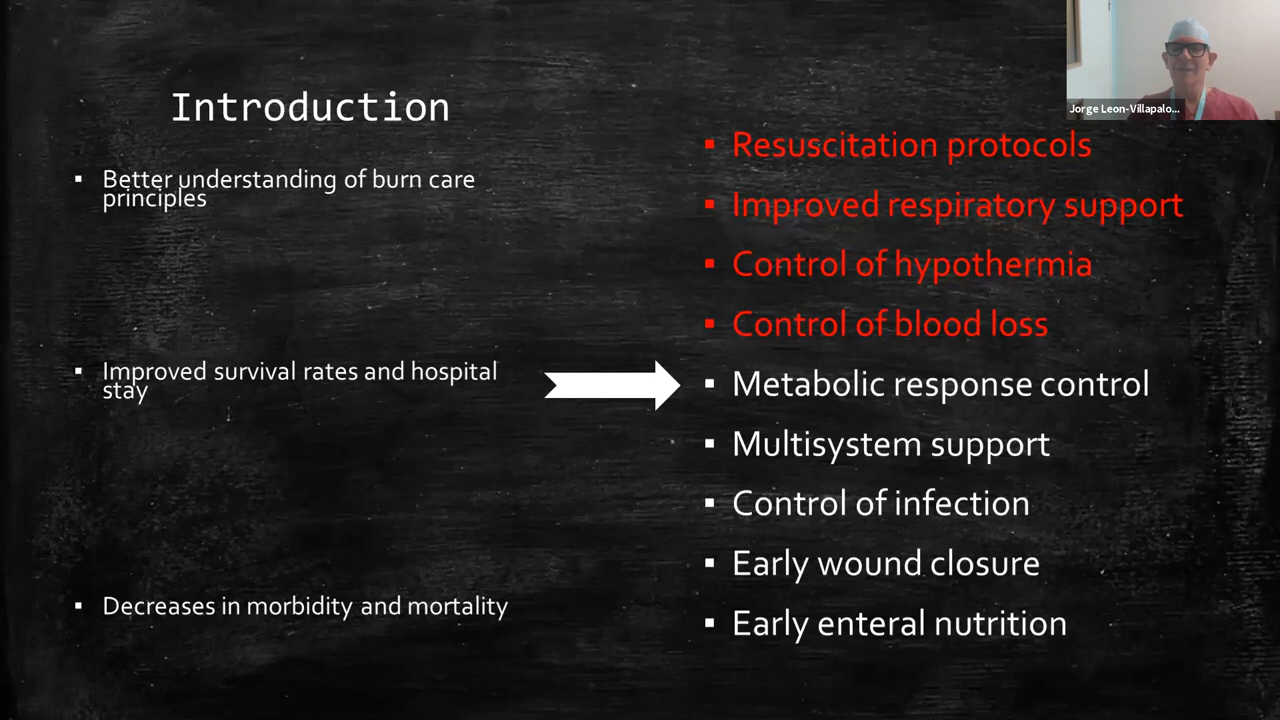 Introduction
Better understanding of burn care
principles
Improved survival rates and hospital
stay
Decreases in morbidity and mortality
Jorge Leon-Villapalo...
Resuscitation protocols
Improved respiratory support
Control of hypothermia
Control of blood loss
Metabolic response control
Multisystem support
Control of infection
Early wound closure
Early enteral nutrition